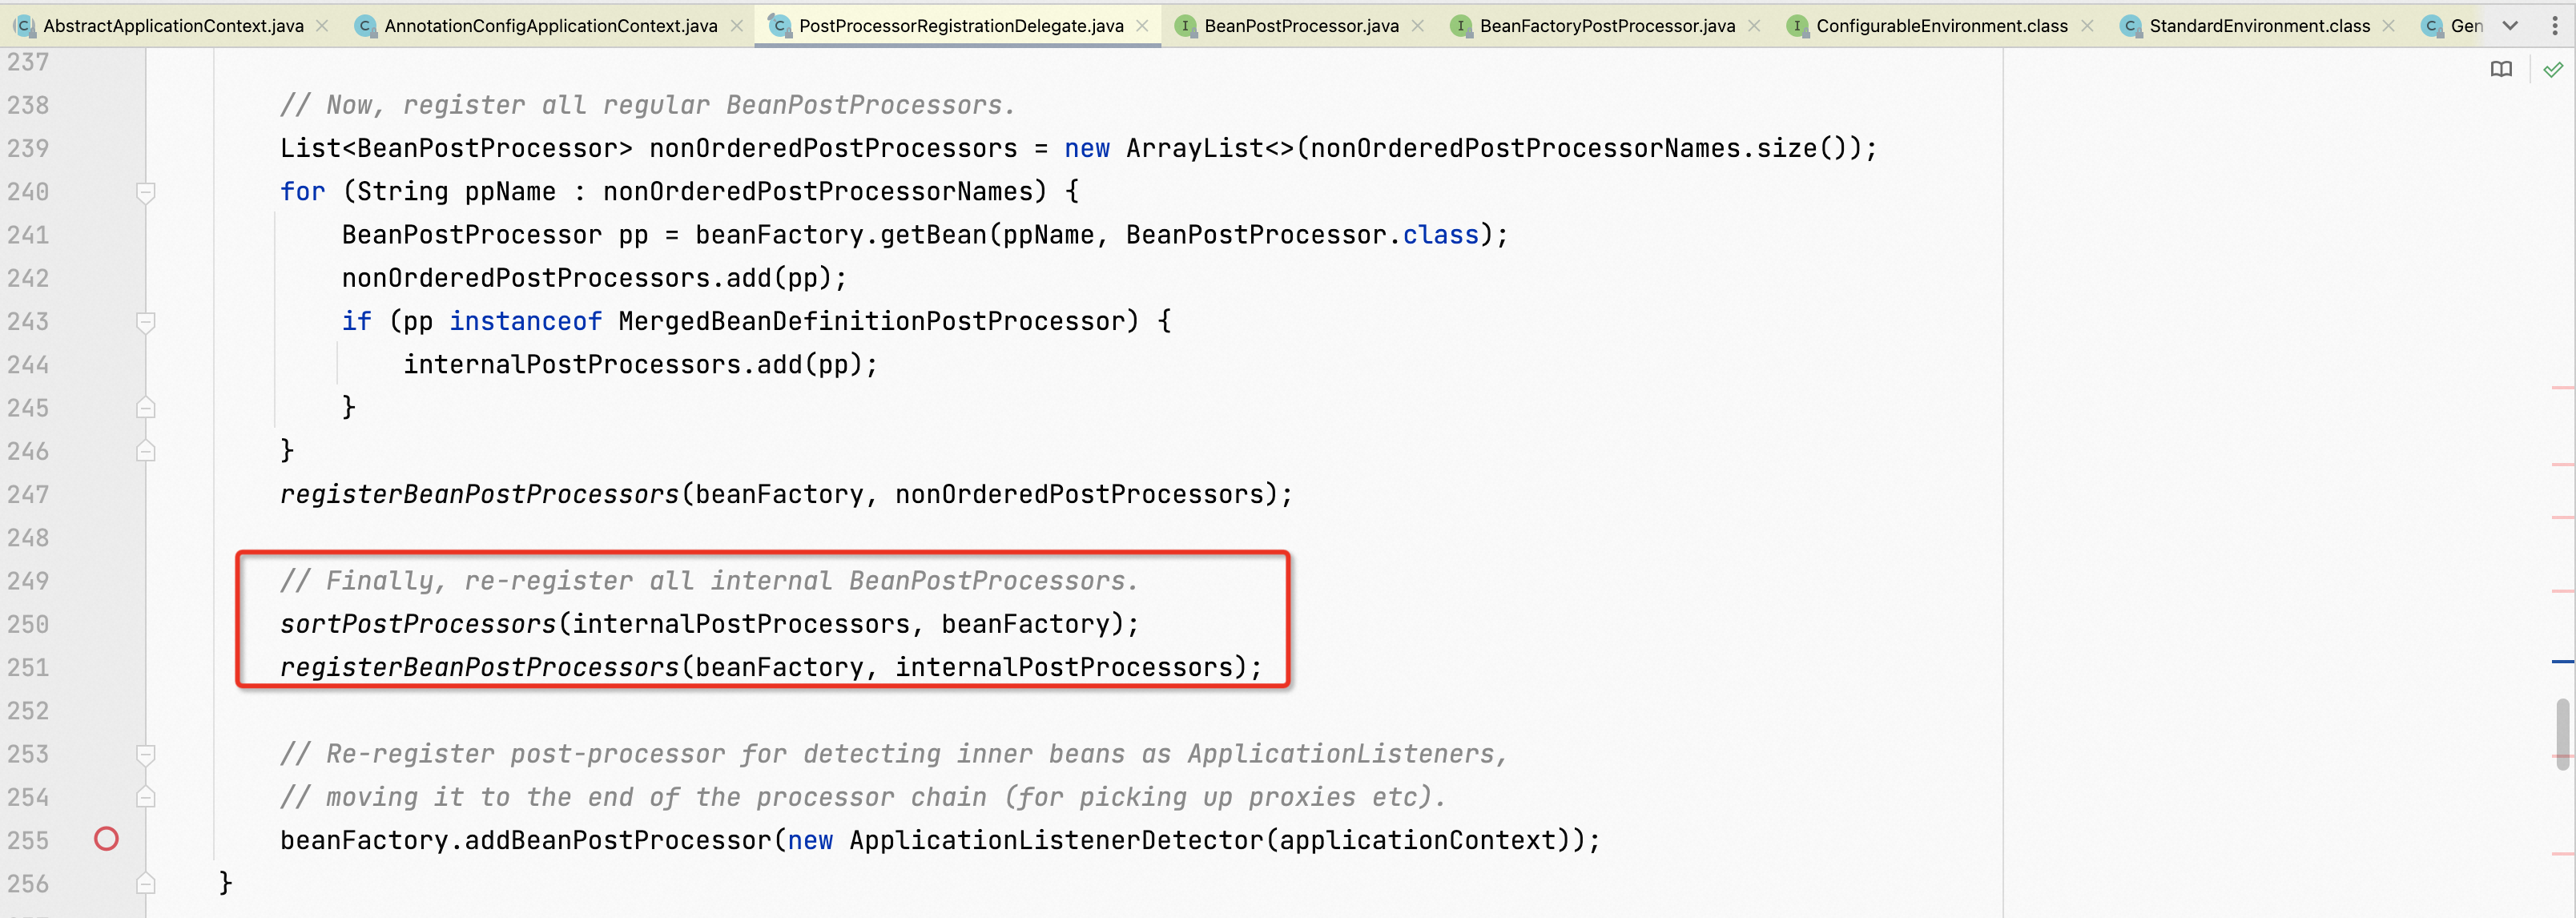 AbstractApplicationContext.java AnnotationConfigApplicationContext.java PostProcessorRegistrationDelegate.java BeanPostProcessor.java BeanFactoryPostProcessor.java ConfigurableEnvironment.class StandardEnvironment.class Gen
237
238 // Now, register all regular BeanPostProcessors.
239 List<BeanPostProcessor> nonOrderedPostProcessors = new ArrayList<>(nonOrderedPostProcessorNames.size());
240 for (String ppName : nonOrderedPostProcessorNames) {
241 BeanPostProcessor pp = beanFactory.getBean(ppName, BeanPostProcessor.class);
242 nonOrderedPostProcessors.add(pp);
243 if (pp instanceof MergedBeanDefinitionPostProcessor) {
244 internalPostProcessors.add(pp);
245 }
246 }
247 registerBeanPostProcessors(beanFactory, nonOrderedPostProcessors);
248
249 // Finally, re-register all internal BeanPostProcessors.
250 sortPostProcessors(internalPostProcessors, beanFactory);
251 registerBeanPostProcessors(beanFactory, internalPostProcessors);
252
253 // Re-register post-processor for detecting inner beans as ApplicationListeners,
254 // moving it to the end of the processor chain (for picking up proxies etc).
255 beanFactory.addBeanPostProcessor(new ApplicationListenerDetector(applicationContext));
256 }